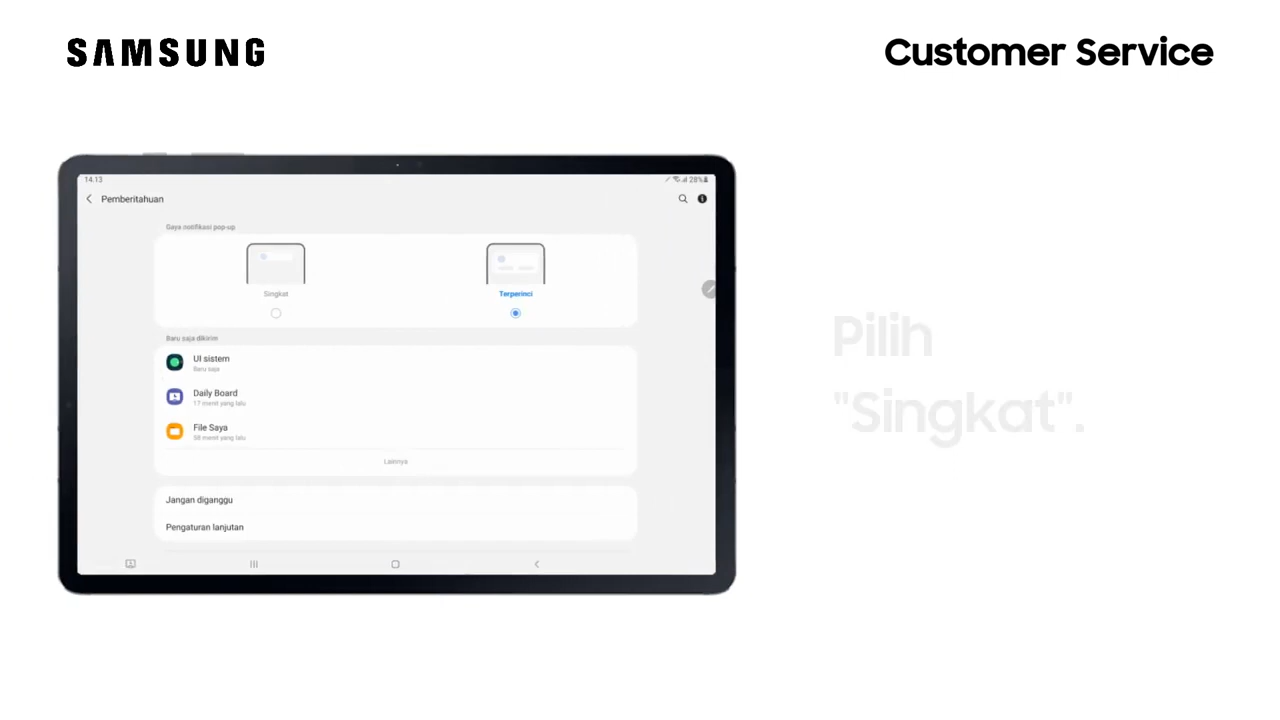 SAMSUNG
Customer Service
14.13
28%
Pemberitahuan
Gaya notifikasi pop-up
Singkat
Terperinci
Baru saja dikirim
UI sistem
Baru saja
Daily Board
17 menit yang lalu
File Saya
58 menit yang lalu
Lainnya
Jangan diganggu
Pengaturan lanjutan
Pilih
"Singkat".